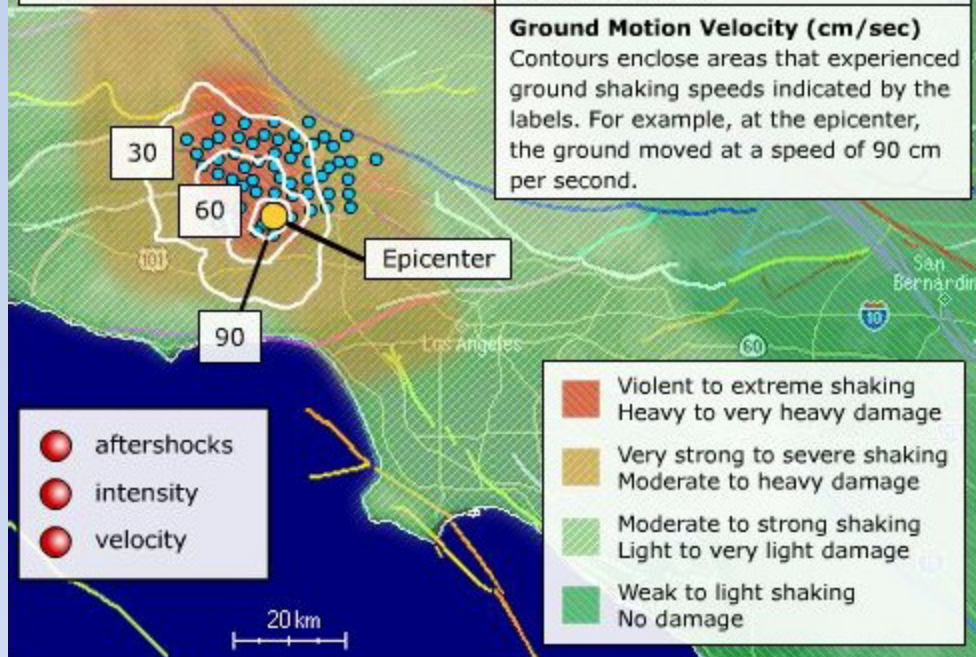 Ground Motion Velocity (cm/sec)
Contours enclose areas that experienced
ground shaking speeds indicated by the
labels. For example, at the epicenter,
the ground moved at a speed of 90 cm
per second.
30
60
101
Epicenter
90
San
Bernardin
10
Los Angeles
60
Violent to extreme shaking
Heavy to very heavy damage
Very strong to severe shaking
Moderate to heavy damage
Moderate to strong shaking
Light to very light damage
Weak to light shaking
No damage
aftershocks
intensity
velocity
20 km